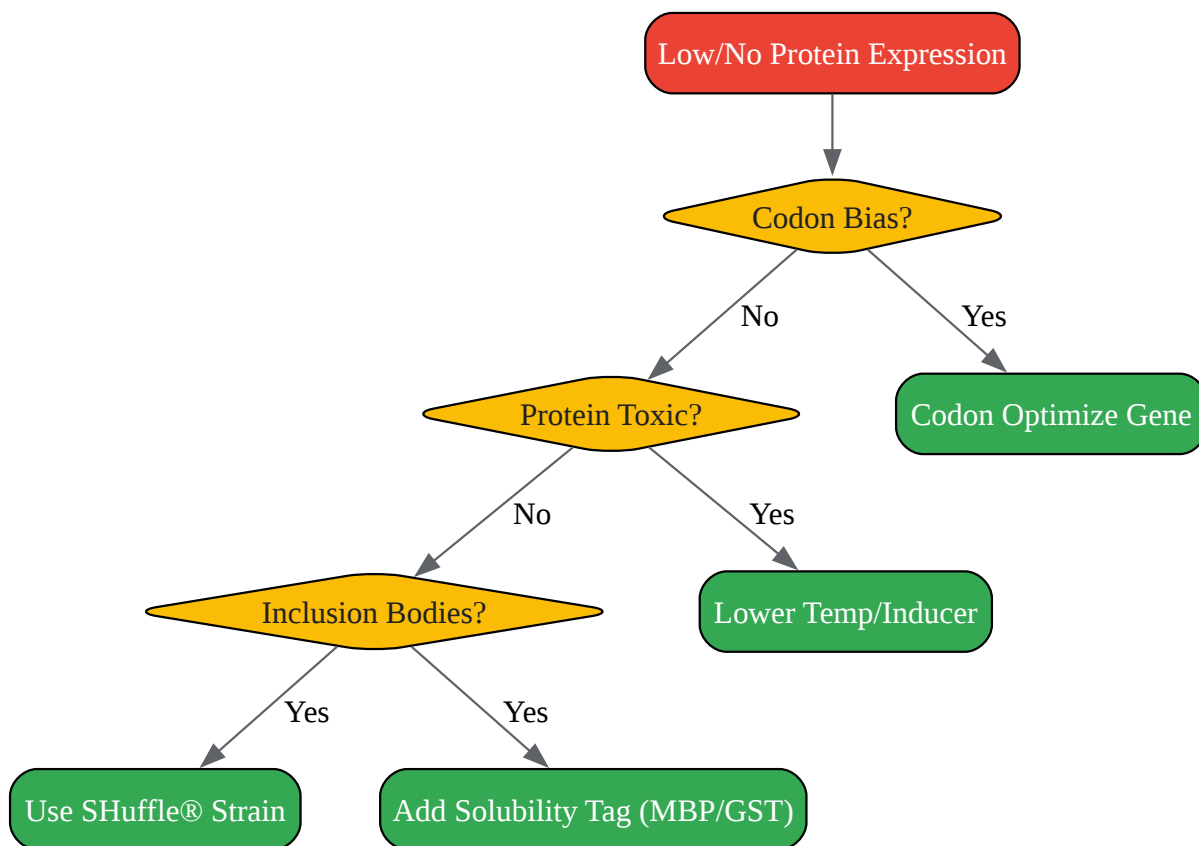 Low/No Protein Expression
Codon Bias?
No
Yes
Protein Toxic?
Codon Optimize Gene
No
Yes
Inclusion Bodies?
Lower Temp/Inducer
Yes
Yes
Use SHuffle® Strain
Add Solubility Tag (MBP/GST)